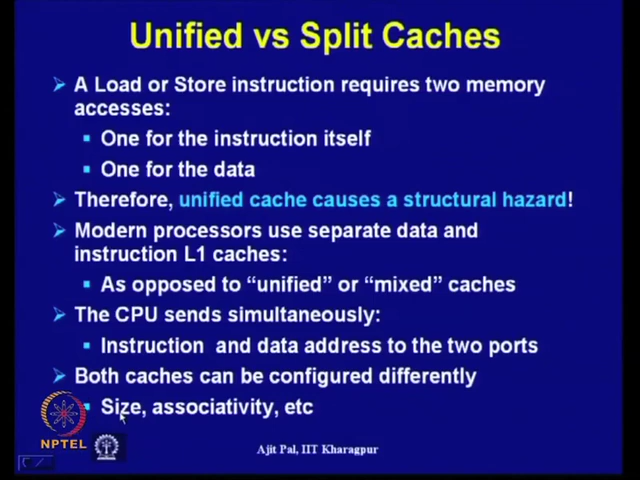 Unified vs Split Caches
A Load or Store instruction requires two memory
accesses:
One for the instruction itself
One for the data
Therefore, unified cache causes a structural hazard!
Modern processors use separate data and
instruction L1 caches:
As opposed to “unified” or “mixed” caches
The CPU sends simultaneously:
Instruction and data address to the two ports
Both caches can be configured differently
Size, associativity, etc
NPTEL
Ajit Pal, IIT Kharagpur